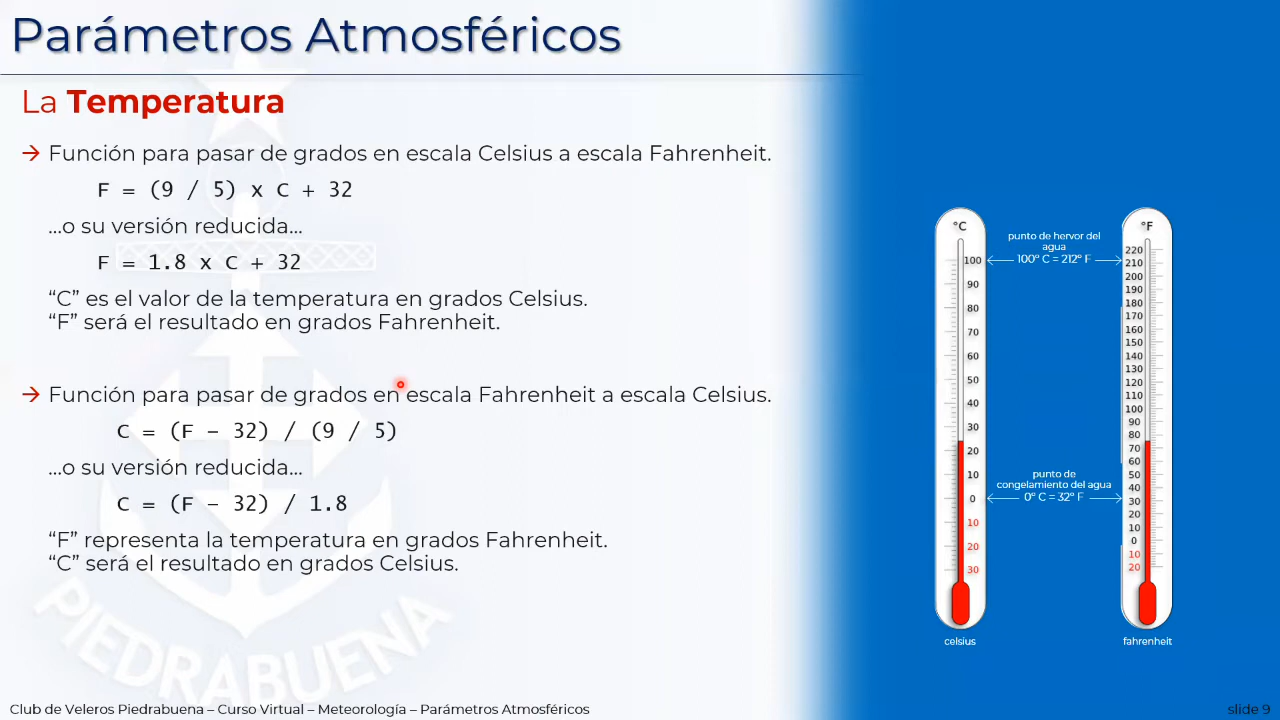 Parámetros Atmosféricos
La Temperatura
→ Función para pasar de grados en escala Celsius a escala Fahrenheit.
F = (9 / 5) x C + 32
...o su versión reducida...
F = 1.8 x C + 32
“C” es el valor de la temperatura en grados Celsius.
“F” será el resultado en grados Fahrenheit.
→ Función para pasar de grados en escala Fahrenheit a escala Celsius.
C = (F – 32) / (9 / 5)
...o su versión reducida...
C = (F – 32) / 1.8
“F” representa la temperatura en grados Fahrenheit.
“C” será el resultado en grados Celsius.
PIEDRABUENA
°C
100
90
80
70
60
50
40
30
20
10
0
10
20
30
celsius
punto de hervor del
agua
100º C = 212º F
punto de
congelamiento del agua
0º C = 32º F
°F
220
210
200
190
180
170
160
150
140
130
120
110
100
90
80
70
60
50
40
30
20
10
0
10
20
fahrenheit
Club de Veleros Piedrabuena – Curso Virtual – Meteorología – Parámetros Atmosféricos
slide 9